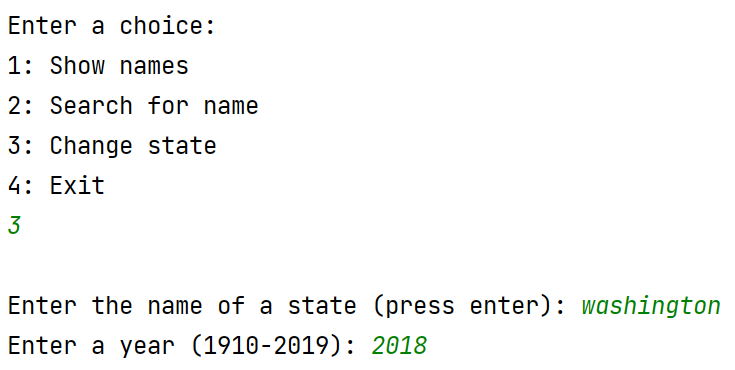 Enter a choice:
1: Show names
2: Search for name
3: Change state
4: Exit
3
Enter the name of a state (press enter): washington
Enter a year (1910-2019): 2018